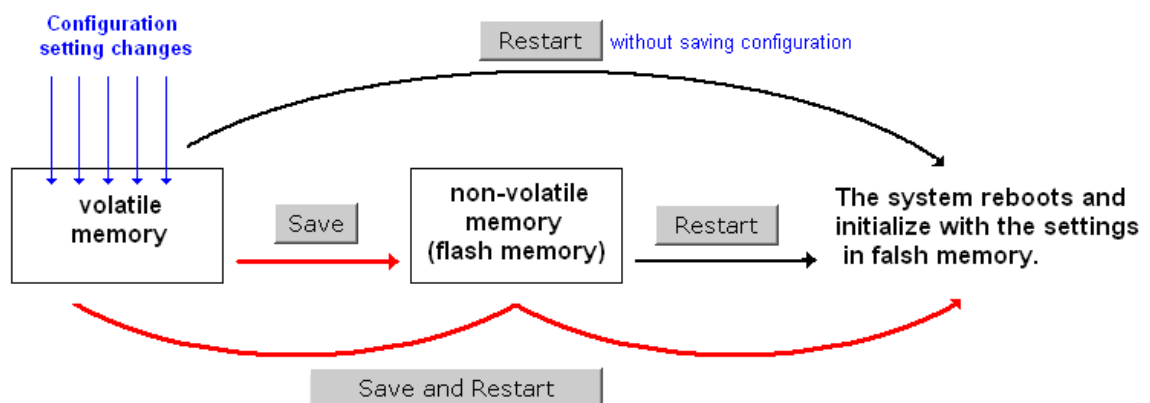 Configuration
setting changes
Restart without saving configuration
volatile
memory
Save
non-volatile
memory
(flash memory)
Restart
The system reboots and
initialize with the settings
in falsh memory.
Save and Restart